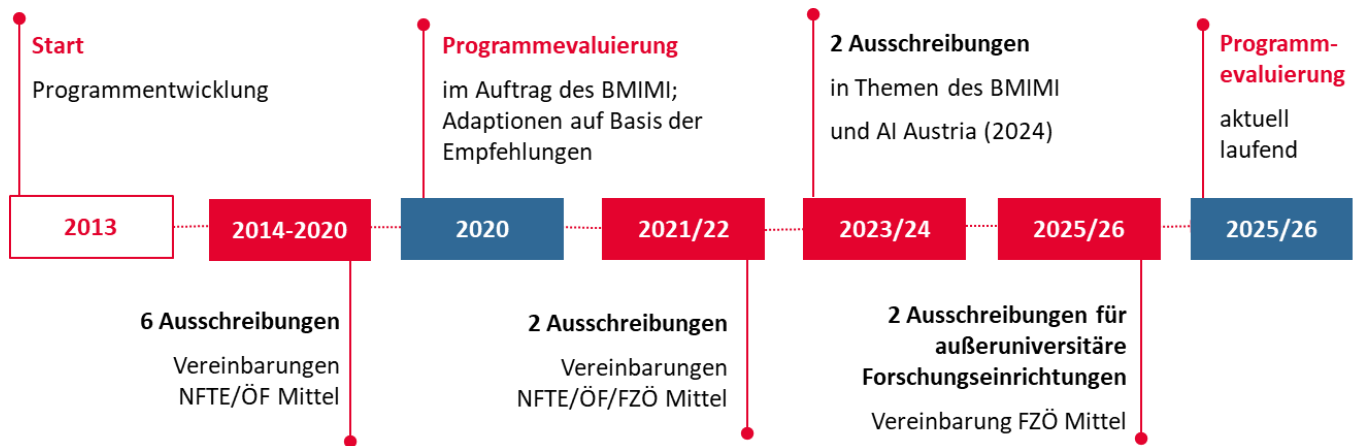 Start
Programmentwicklung
Programmevaluierung
im Auftrag des BMIMI;
Adaptionen auf Basis der
Empfehlungen
2 Ausschreibungen
in Themen des BMIMI
und AI Austria (2024)
Programm-
evaluierung
aktuell
laufend
2013
2014-2020
2020
2021/22
2023/24
2025/26
2025/26
6 Ausschreibungen
Vereinbarungen
NFTE/ÖF Mittel
2 Ausschreibungen
Vereinbarungen
NFTE/ÖF/FZÖ Mittel
2 Ausschreibungen für
außeruniversitäre
Forschungseinrichtungen
Vereinbarung FZÖ Mittel